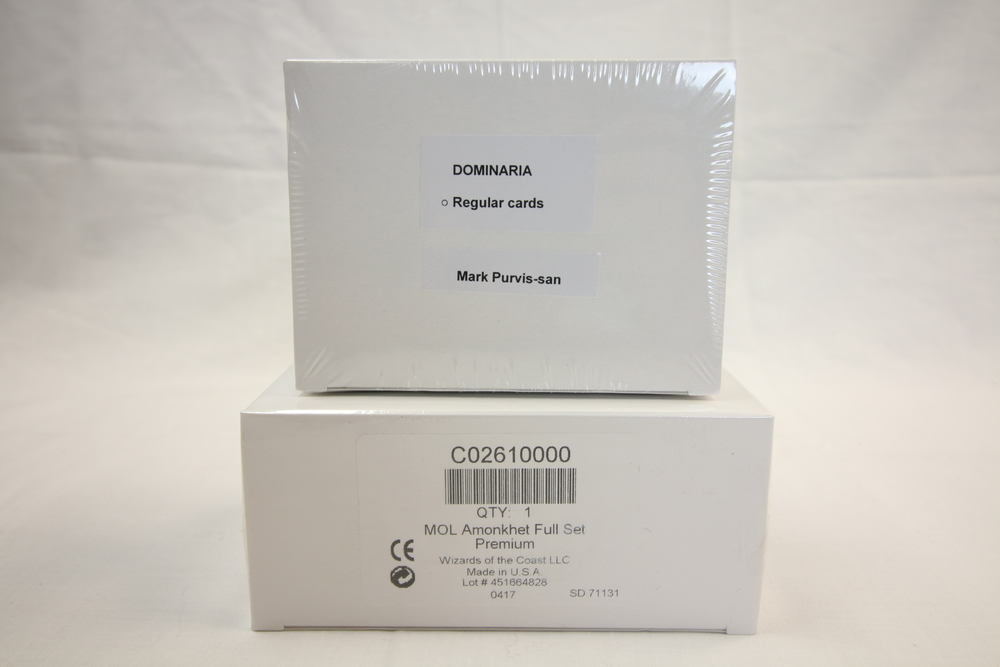 DOMINARIA
○ Regular cards
Mark Purvis-san
C02610000
QTY: 1
MOL Amonkhet Full Set
Premium
CE
Wizards of the Coast LLC
Made in U.S.A.
Lot # 451664828
0417 SD 71131